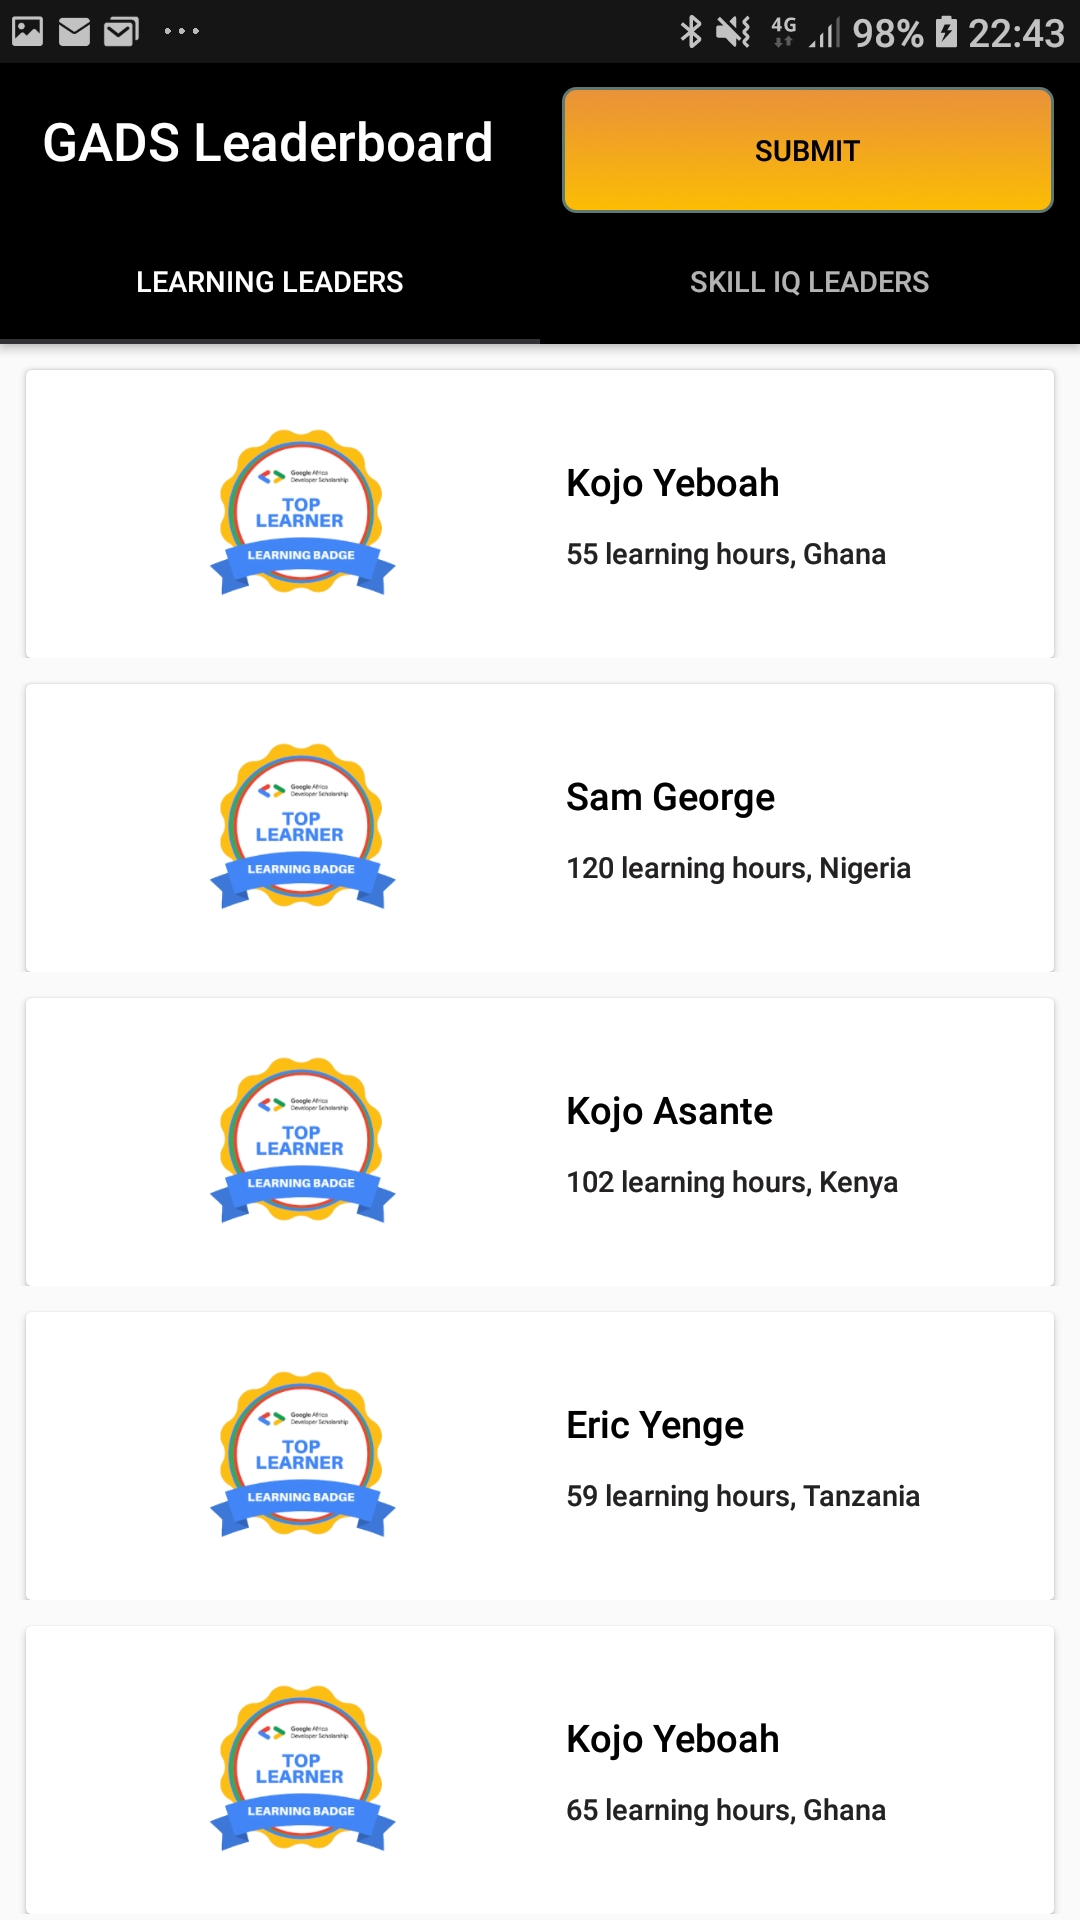 4G 98% 22:43
GADS Leaderboard
SUBMIT
LEARNING LEADERS
SKILL IQ LEADERS
Google Africa
Developer Scholarship
TOP
LEARNER
LEARNING BADGE
Kojo Yeboah
55 learning hours, Ghana
Google Africa
Developer Scholarship
TOP
LEARNER
LEARNING BADGE
Sam George
120 learning hours, Nigeria
Google Africa
Developer Scholarship
TOP
LEARNER
LEARNING BADGE
Kojo Asante
102 learning hours, Kenya
Google Africa
Developer Scholarship
TOP
LEARNER
LEARNING BADGE
Eric Yenge
59 learning hours, Tanzania
Google Africa
Developer Scholarship
TOP
LEARNER
LEARNING BADGE
Kojo Yeboah
65 learning hours, Ghana